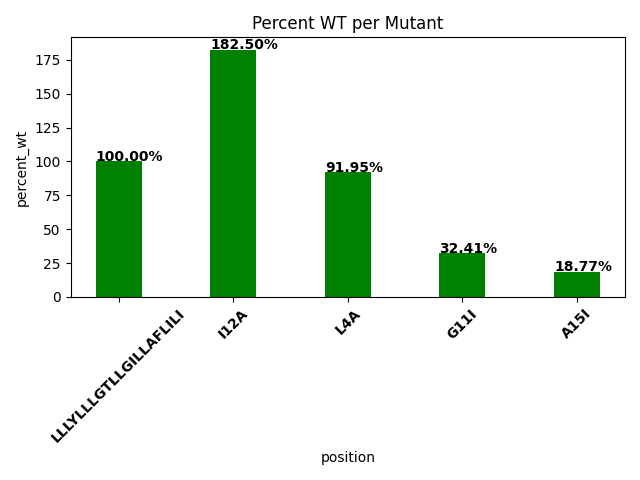 Percent WT per Mutant
percent_wt
175
150
125
100
75
50
25
0
100.00%
182.50%
91.95%
32.41%
18.77%
LLLYLLLGTLLGILLAFLILI
I12A
L4A
G11I
A15I
position